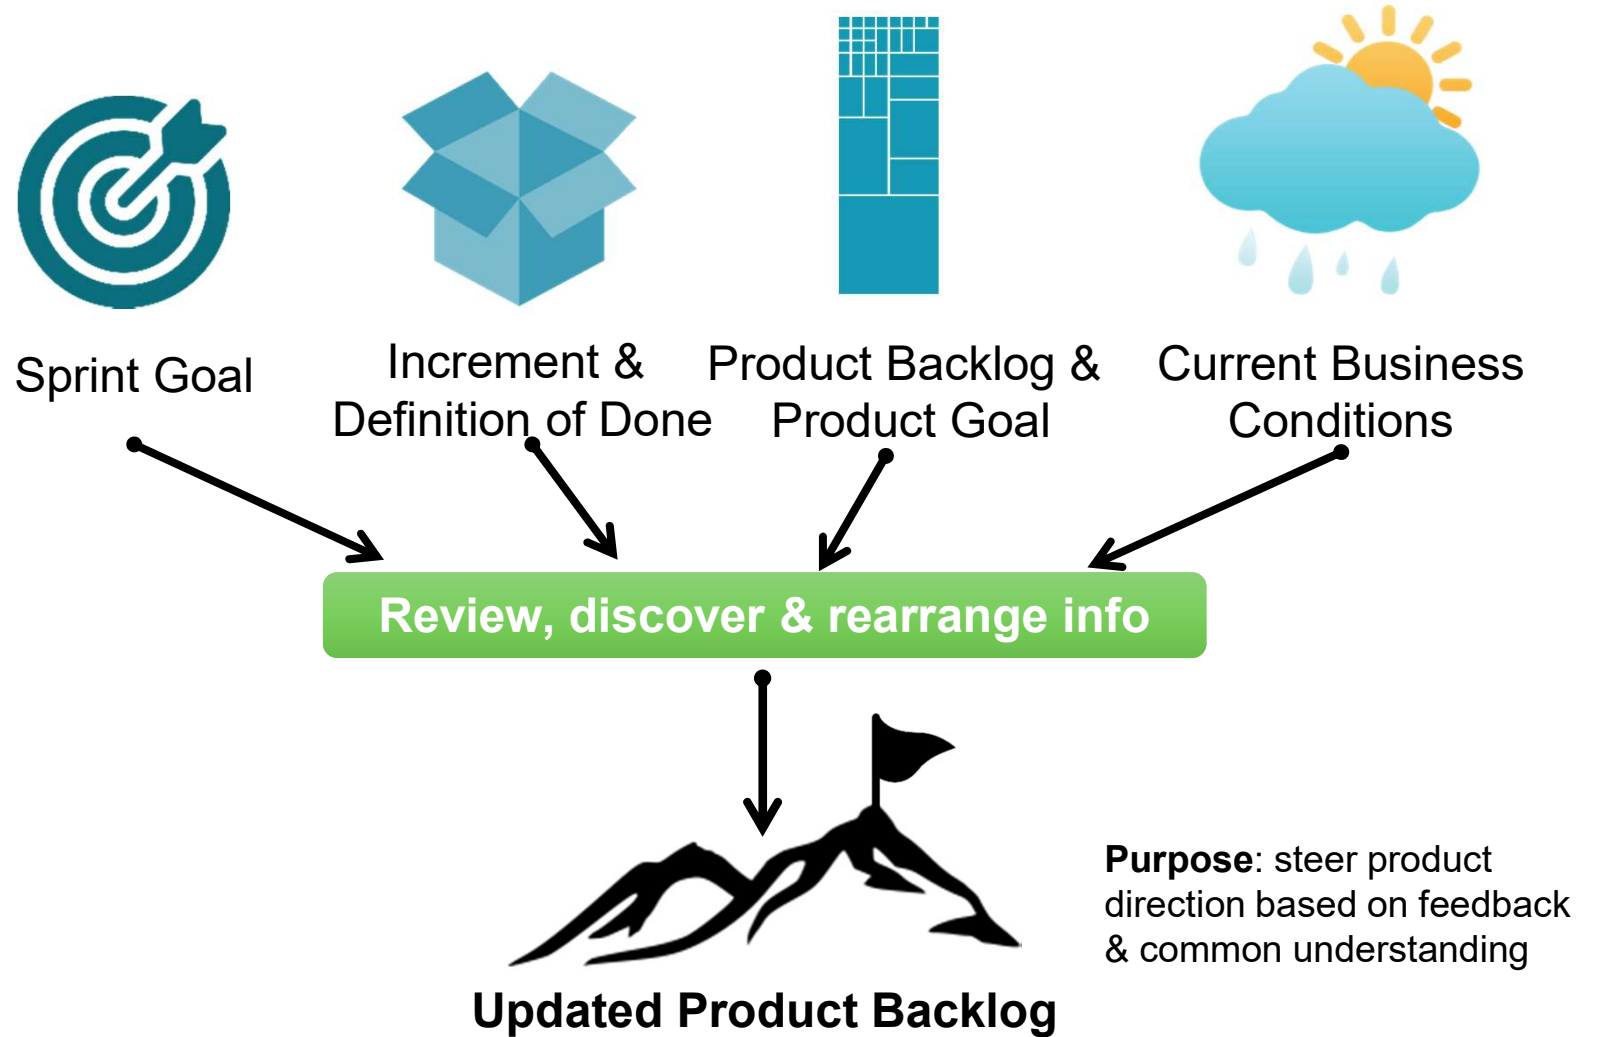 Sprint Goal
Increment &
Definition of Done
Product Backlog &
Product Goal
Current Business
Conditions
Review, discover & rearrange info
Purpose: steer product
direction based on feedback
& common understanding
Updated Product Backlog